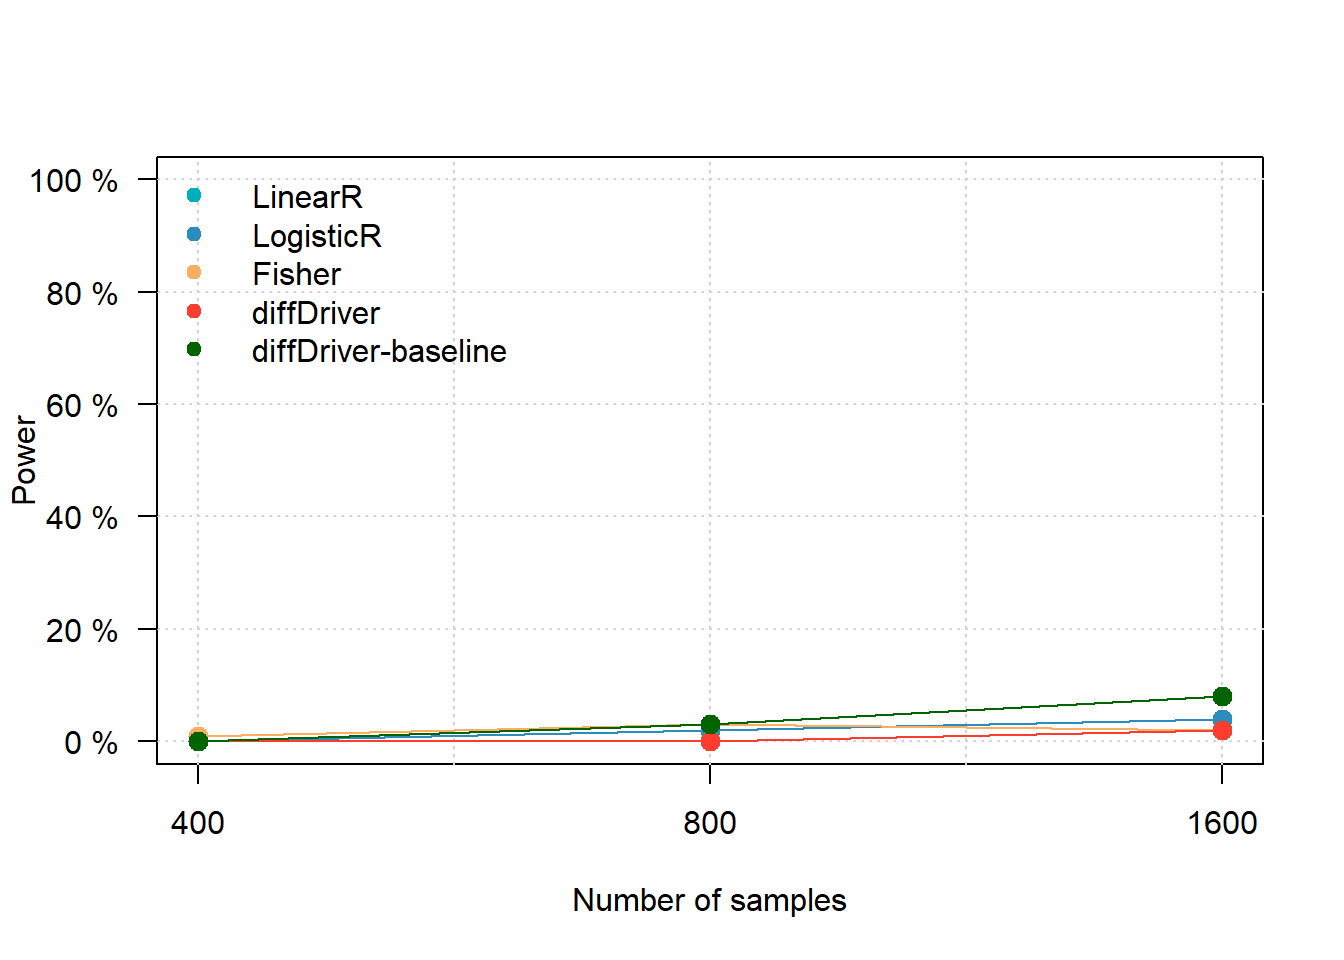 100 %
80 %
60 %
40 %
20 %
0 %
Power
LinearR
LogisticR
Fisher
diffDriver
diffDriver-baseline
400
800
1600
Number of samples